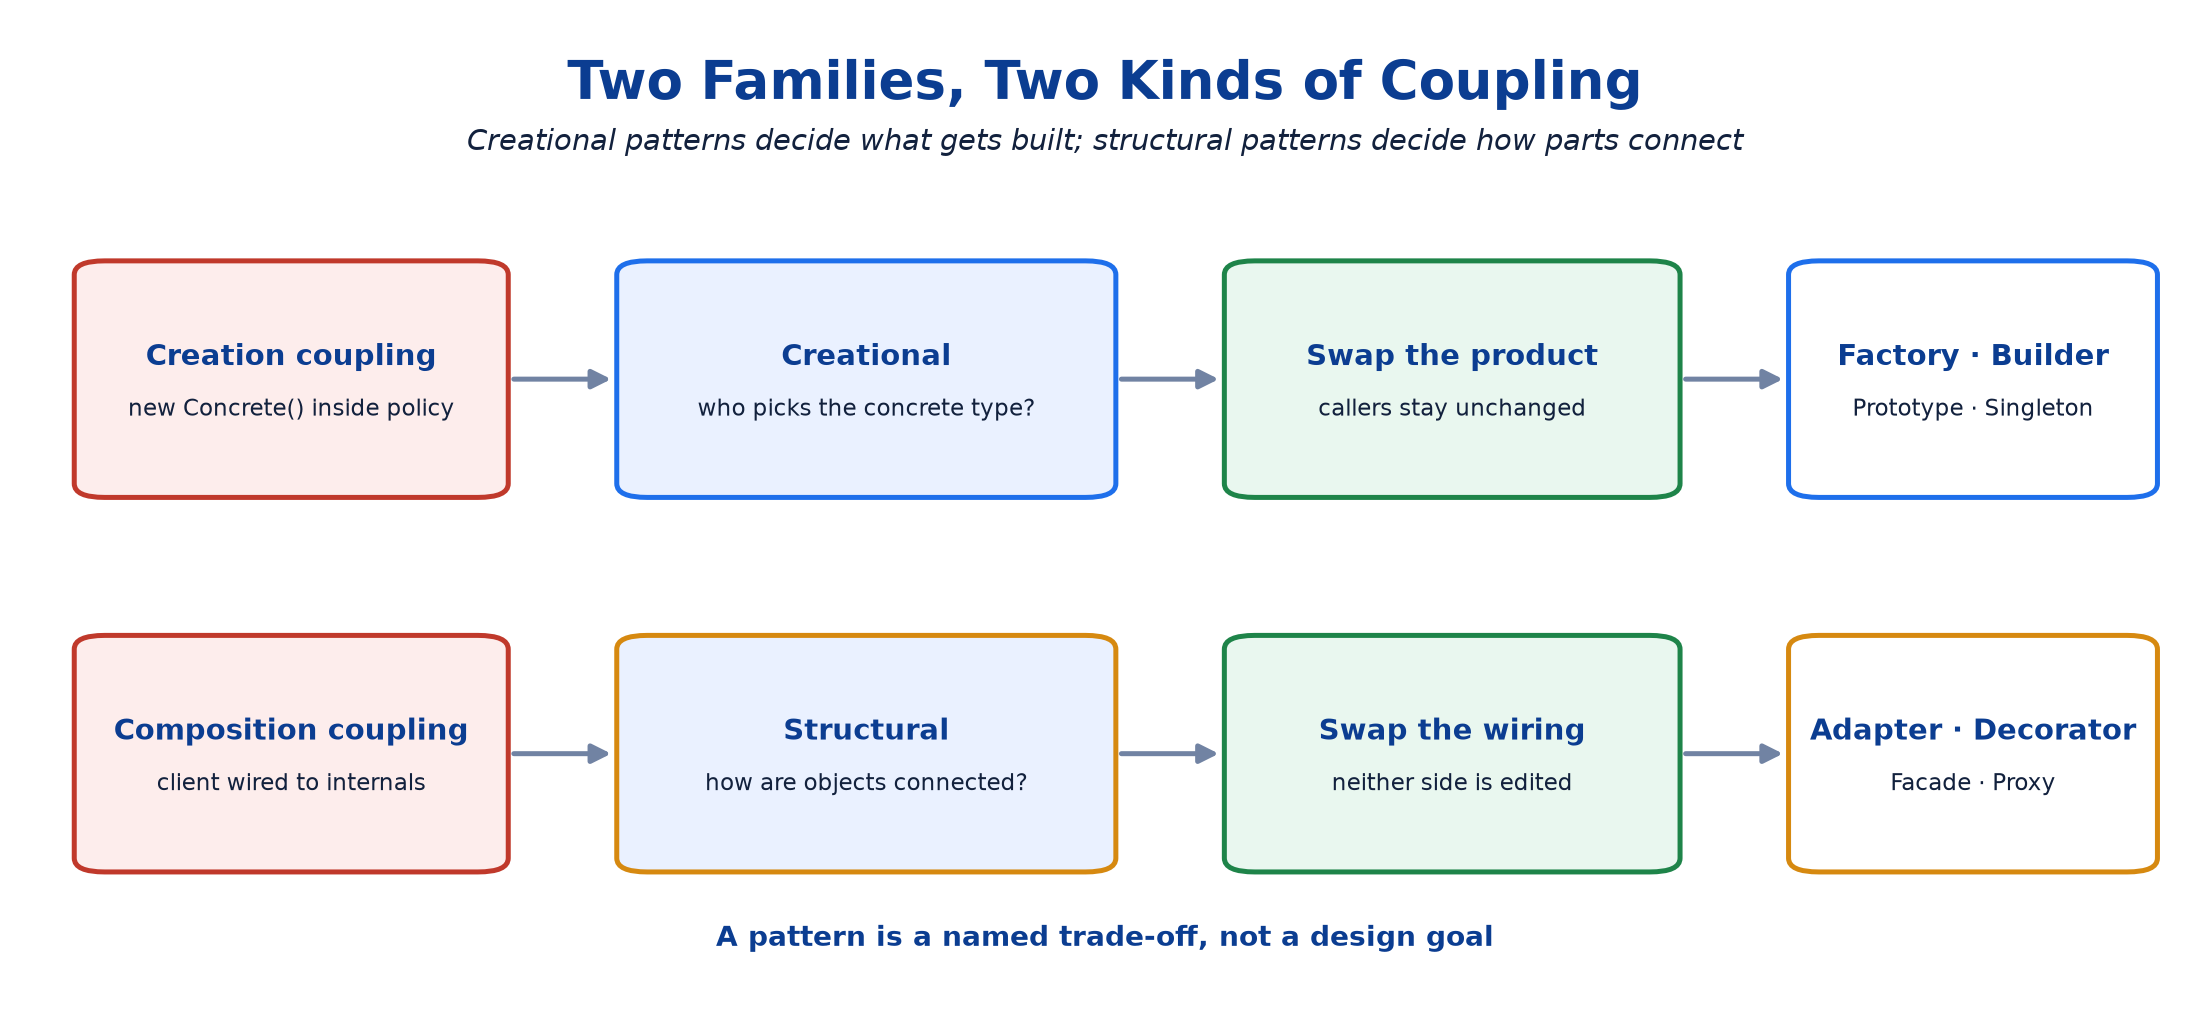 Two Families, Two Kinds of Coupling
Creational patterns decide what gets built; structural patterns decide how parts connect
Creation coupling
new Concrete() inside policy
Creational
who picks the concrete type?
Swap the product
callers stay unchanged
Factory · Builder
Prototype · Singleton
Composition coupling
client wired to internals
Structural
how are objects connected?
Swap the wiring
neither side is edited
Adapter · Decorator
Facade · Proxy
A pattern is a named trade-off, not a design goal